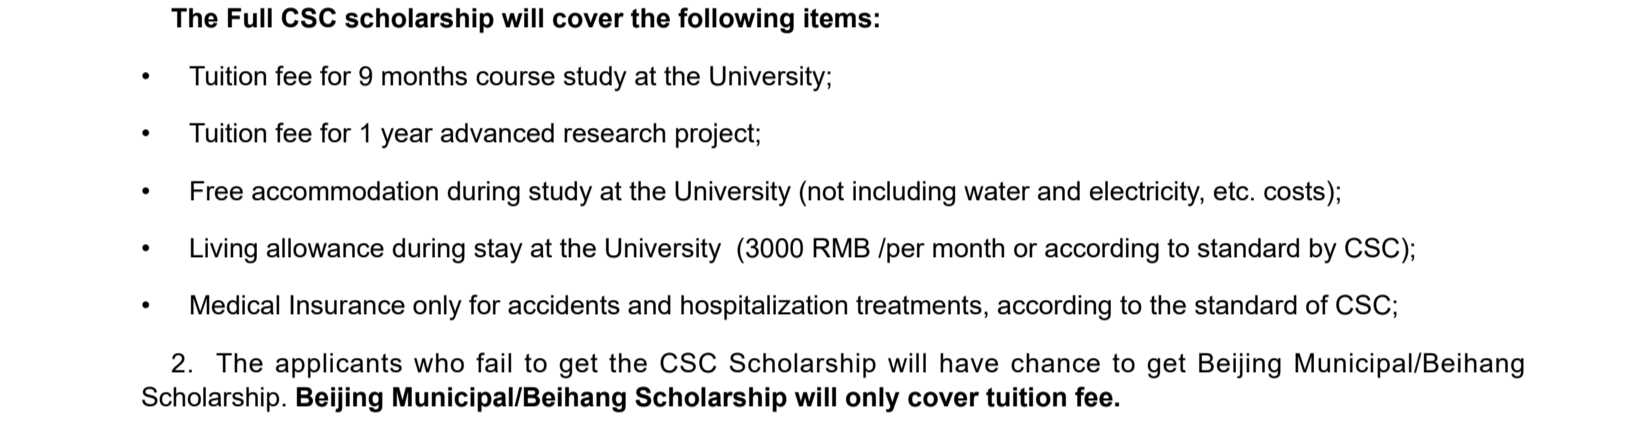 The Full CSC scholarship will cover the following items:
• Tuition fee for 9 months course study at the University;
• Tuition fee for 1 year advanced research project;
• Free accommodation during study at the University (not including water and electricity, etc. costs);
• Living allowance during stay at the University  (3000 RMB /per month or according to standard by CSC);
• Medical Insurance only for accidents and hospitalization treatments, according to the standard of CSC;
2. The applicants who fail to get the CSC Scholarship will have chance to get Beijing Municipal/Beihang
Scholarship. Beijing Municipal/Beihang Scholarship will only cover tuition fee.